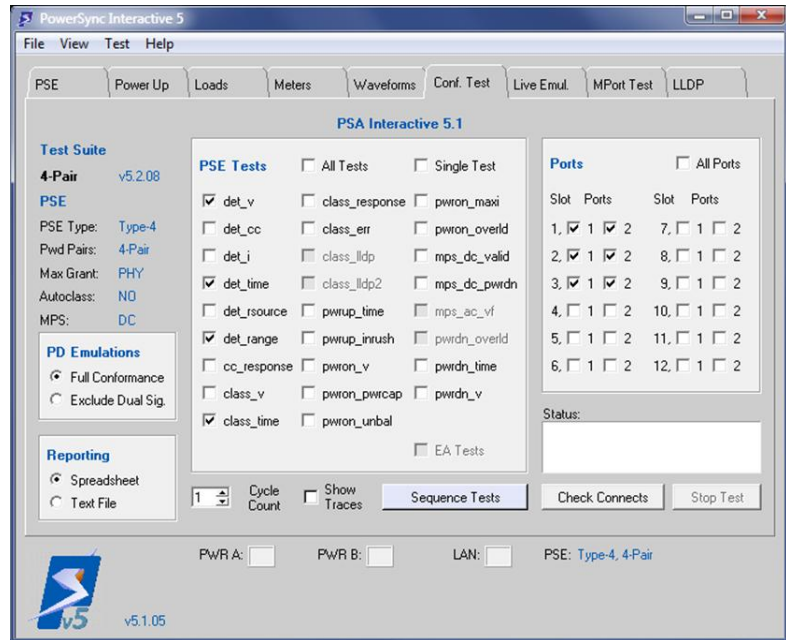 PowerSync Interactive 5
File View Test Help
PSE Power Up Loads Meters Waveforms Conf. Test Live Emul. MPort Test LLDP
PSA Interactive 5.1
Test Suite
4-Pair v5.2.08
PSE
PSE Type: Type-4
Pwd Pairs: 4-Pair
Max Grant: PHY
Autoclass: NO
MPS: DC
PD Emulations
Full Conformance
Exclude Dual Sig.
Reporting
Spreadsheet
Text File
PSE Tests All Tests Single Test
det_v class_response pwron_maxi
det_cc class_err pwron_overld
det_i class_lldp mps_dc_valid
det_time class_lldp2 mps_dc_pwrdn
det_rsource pwrup_time mps_ac_vf
det_range pwrup_inrush pwrdn_overld
cc_response pwron_v pwrdn_time
class_v pwron_pwrcap pwrdn_v
class_time pwron_unbal
EA Tests
1 Cycle Count Show Traces Sequence Tests
Ports All Ports
Slot Ports Slot Ports
1, 1 2 7, 1 2
2, 1 2 8, 1 2
3, 1 2 9, 1 2
4, 1 2 10, 1 2
5, 1 2 11, 1 2
6, 1 2 12, 1 2
Status:
Check Connects Stop Test
PWR A: PWR B: LAN: PSE: Type-4, 4-Pair
v5 v5.1.05